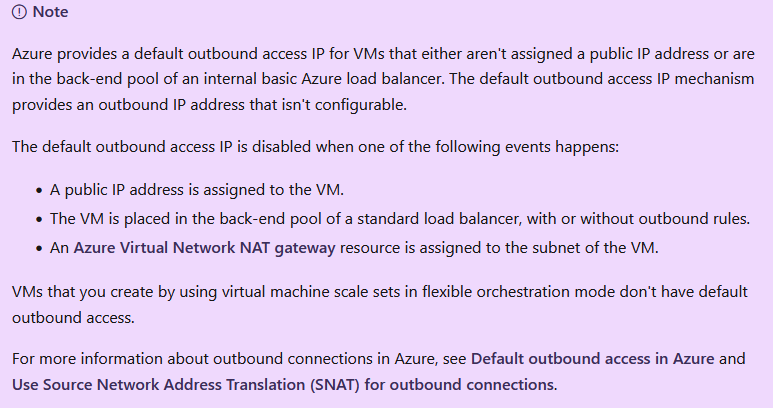 Note
Azure provides a default outbound access IP for VMs that either aren't assigned a public IP address or are
in the back-end pool of an internal basic Azure load balancer. The default outbound access IP mechanism
provides an outbound IP address that isn't configurable.
The default outbound access IP is disabled when one of the following events happens:
• A public IP address is assigned to the VM.
• The VM is placed in the back-end pool of a standard load balancer, with or without outbound rules.
• An Azure Virtual Network NAT gateway resource is assigned to the subnet of the VM.
VMs that you create by using virtual machine scale sets in flexible orchestration mode don't have default
outbound access.
For more information about outbound connections in Azure, see Default outbound access in Azure and
Use Source Network Address Translation (SNAT) for outbound connections.